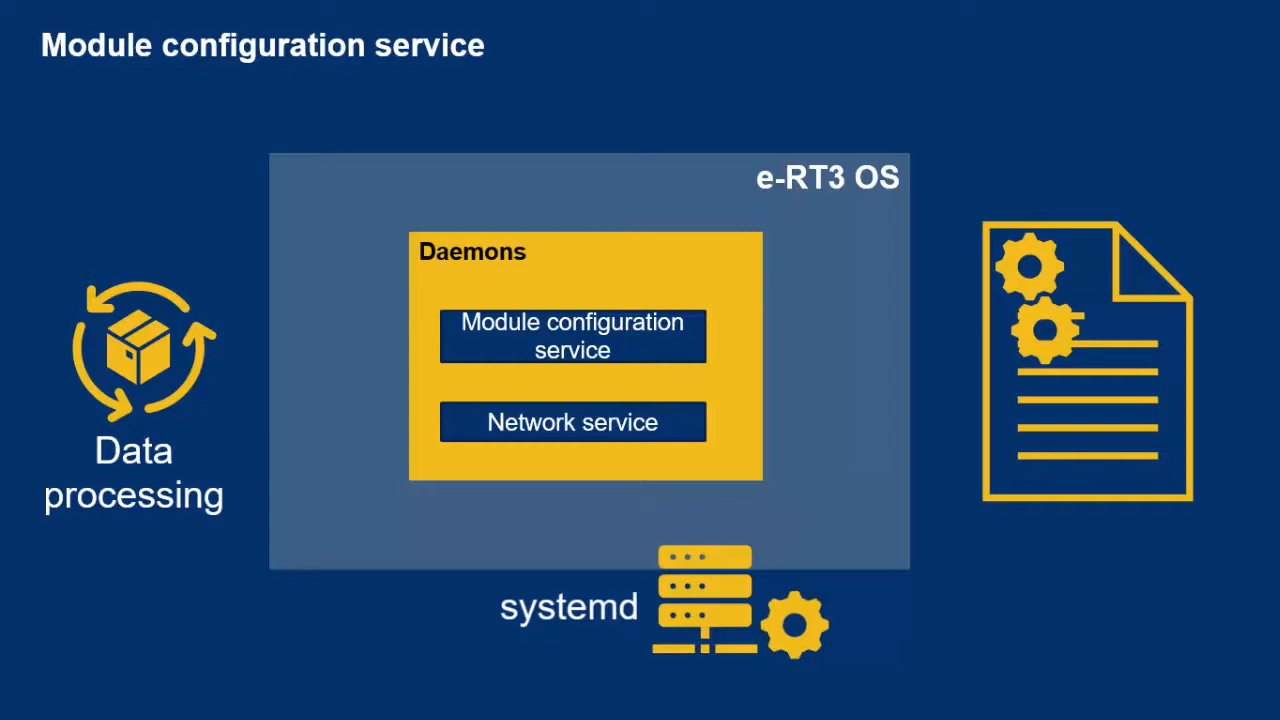 Module configuration service
e-RT3 OS
Daemons
Module configuration
service
Network service
Data
processing
systemd